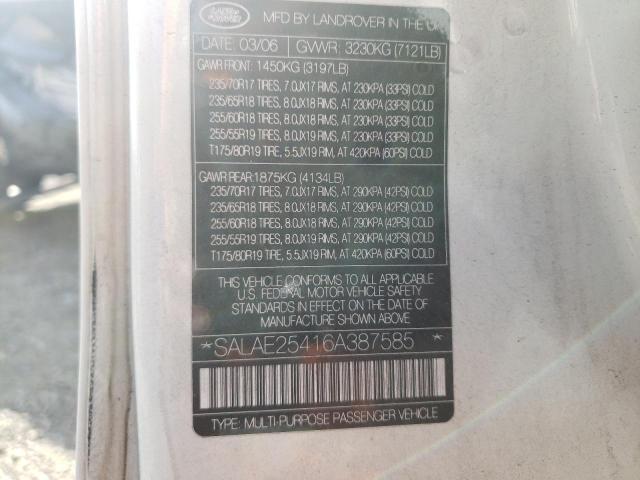 LAND ROVER
MFD BY LANDROVER IN THE U
DATE: 03/06 GVWR: 3230KG (7121LB)
GAWR FRONT: 1450KG (3197LB)
235/70R17 TIRES, 7.0JX17 RIMS, AT 230KPA (33PSI) COLD
235/65R18 TIRES, 8.0JX18 RIMS, AT 230KPA (33PSI) COLD
255/60R18 TIRES, 8.0JX18 RIMS, AT 230KPA (33PSI) COLD
255/55R19 TIRES, 8.0JX19 RIMS, AT 230KPA (33PSI) COLD
T175/80R19 TIRE, 5.5JX19 RIM, AT 420KPA (60PSI) COLD
GAWR REAR: 1875KG (4134LB)
235/70R17 TIRES, 7.0JX17 RIMS, AT 290KPA (42PSI) COLD
235/65R18 TIRES, 8.0JX18 RIMS, AT 290KPA (42PSI) COLD
255/60R18 TIRES, 8.0JX18 RIMS, AT 290KPA (42PSI) COLD
255/55R19 TIRES, 8.0JX19 RIMS, AT 290KPA (42PSI) COLD
T175/80R19 TIRE, 5.5JX19 RIM, AT 420KPA (60PSI) COLD
THIS VEHICLE CONFORMS TO ALL APPLICABLE
U.S. FEDERAL MOTOR VEHICLE SAFETY
STANDARDS IN EFFECT ON THE DATE OF
MANUFACTURE SHOWN ABOVE.
*SALAE25416A387585*
TYPE: MULTI-PURPOSE PASSENGER VEHICLE